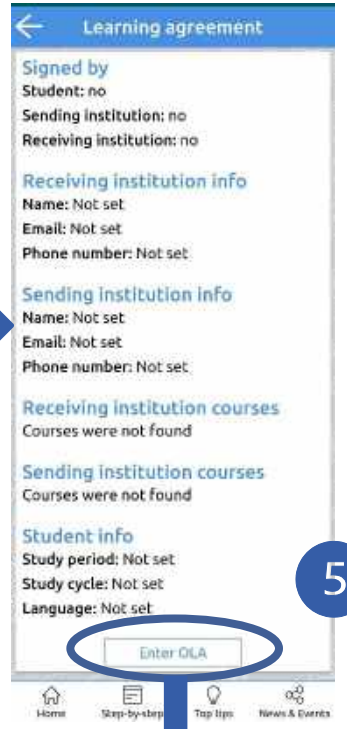 Learning agreement
Signed by
Student: no
Sending institution: no
Receiving institution: no
Receiving institution info
Name: Not set
Email: Not set
Phone number: Not set
Sending institution info
Name: Not set
Email: Not set
Phone number: Not set
Receiving institution courses
Courses were not found
Sending institution courses
Courses were not found
Student info
Study period: Not set
Study cycle: Not set
Language: Not set
5
Enter OLA
Home Step-by-step Top tips News & Events